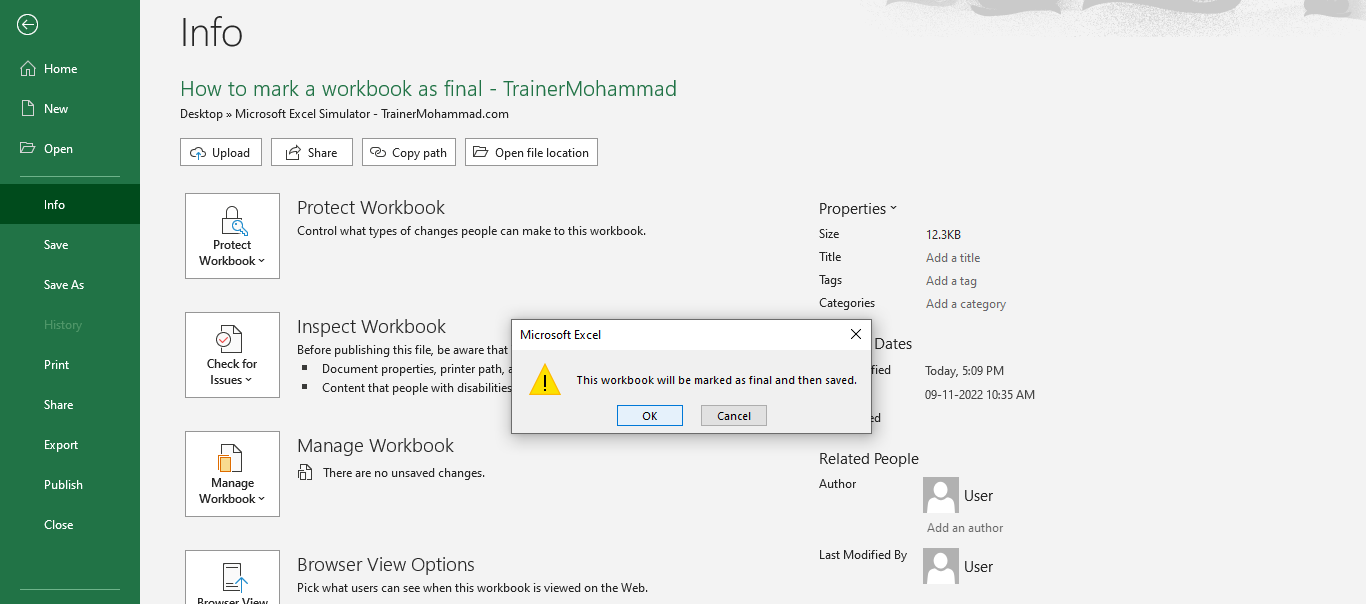 Info
Home
New
Open
Info
Save
Save As
History
Print
Share
Export
Publish
Close
How to mark a workbook as final - TrainerMohammad
Desktop » Microsoft Excel Simulator - TrainerMohammad.com
Upload
Share
Copy path
Open file location
Protect
Workbook
Protect Workbook
Control what types of changes people can make to this workbook.
Check for
Issues
Inspect Workbook
Before publishing this file, be aware that
Document properties, printer path, a
Content that people with disabilities
Manage
Workbook
Manage Workbook
There are no unsaved changes.
Browser View
Browser View Options
Pick what users can see when this workbook is viewed on the Web.
Microsoft Excel
This workbook will be marked as final and then saved.
OK
Cancel
Properties
Size 12.3KB
Title Add a title
Tags Add a tag
Categories Add a category
Dates
ified Today, 5:09 PM
09-11-2022 10:35 AM
ed
Related People
Author
User
Add an author
Last Modified By
User